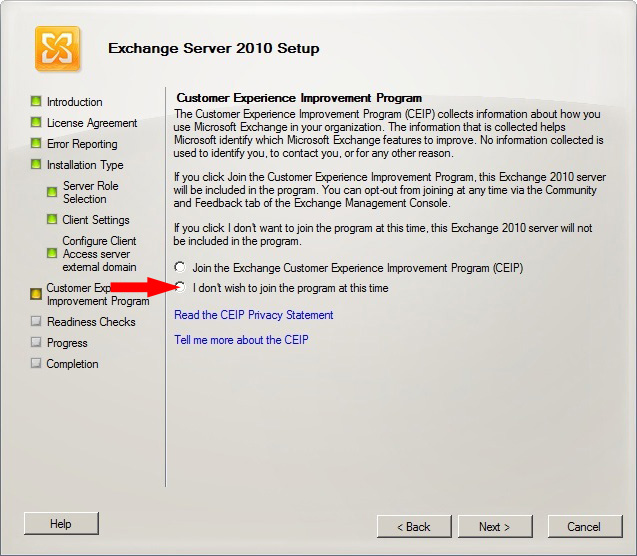 Exchange Server 2010 Setup
Introduction
License Agreement
Error Reporting
Installation Type
Server Role
Selection
Client Settings
Configure Client
Access server
external domain
Customer Exp
Improvement Program
Readiness Checks
Progress
Completion
Customer Experience Improvement Program
The Customer Experience Improvement Program (CEIP) collects information about how you
use Microsoft Exchange in your organization. The information that is collected helps
Microsoft identify which Microsoft Exchange features to improve. No information collected is
used to identify you, to contact you, or for any other reason.
If you click Join the Customer Experience Improvement Program, this Exchange 2010 server
will be included in the program. You can opt-out from joining at any time via the Community
and Feedback tab of the Exchange Management Console.
If you click I don't want to join the program at this time, this Exchange 2010 server will not
be included in the program.
Join the Exchange Customer Experience Improvement Program (CEIP)
I don't wish to join the program at this time
Read the CEIP Privacy Statement
Tell me more about the CEIP
Help
< Back
Next >
Cancel